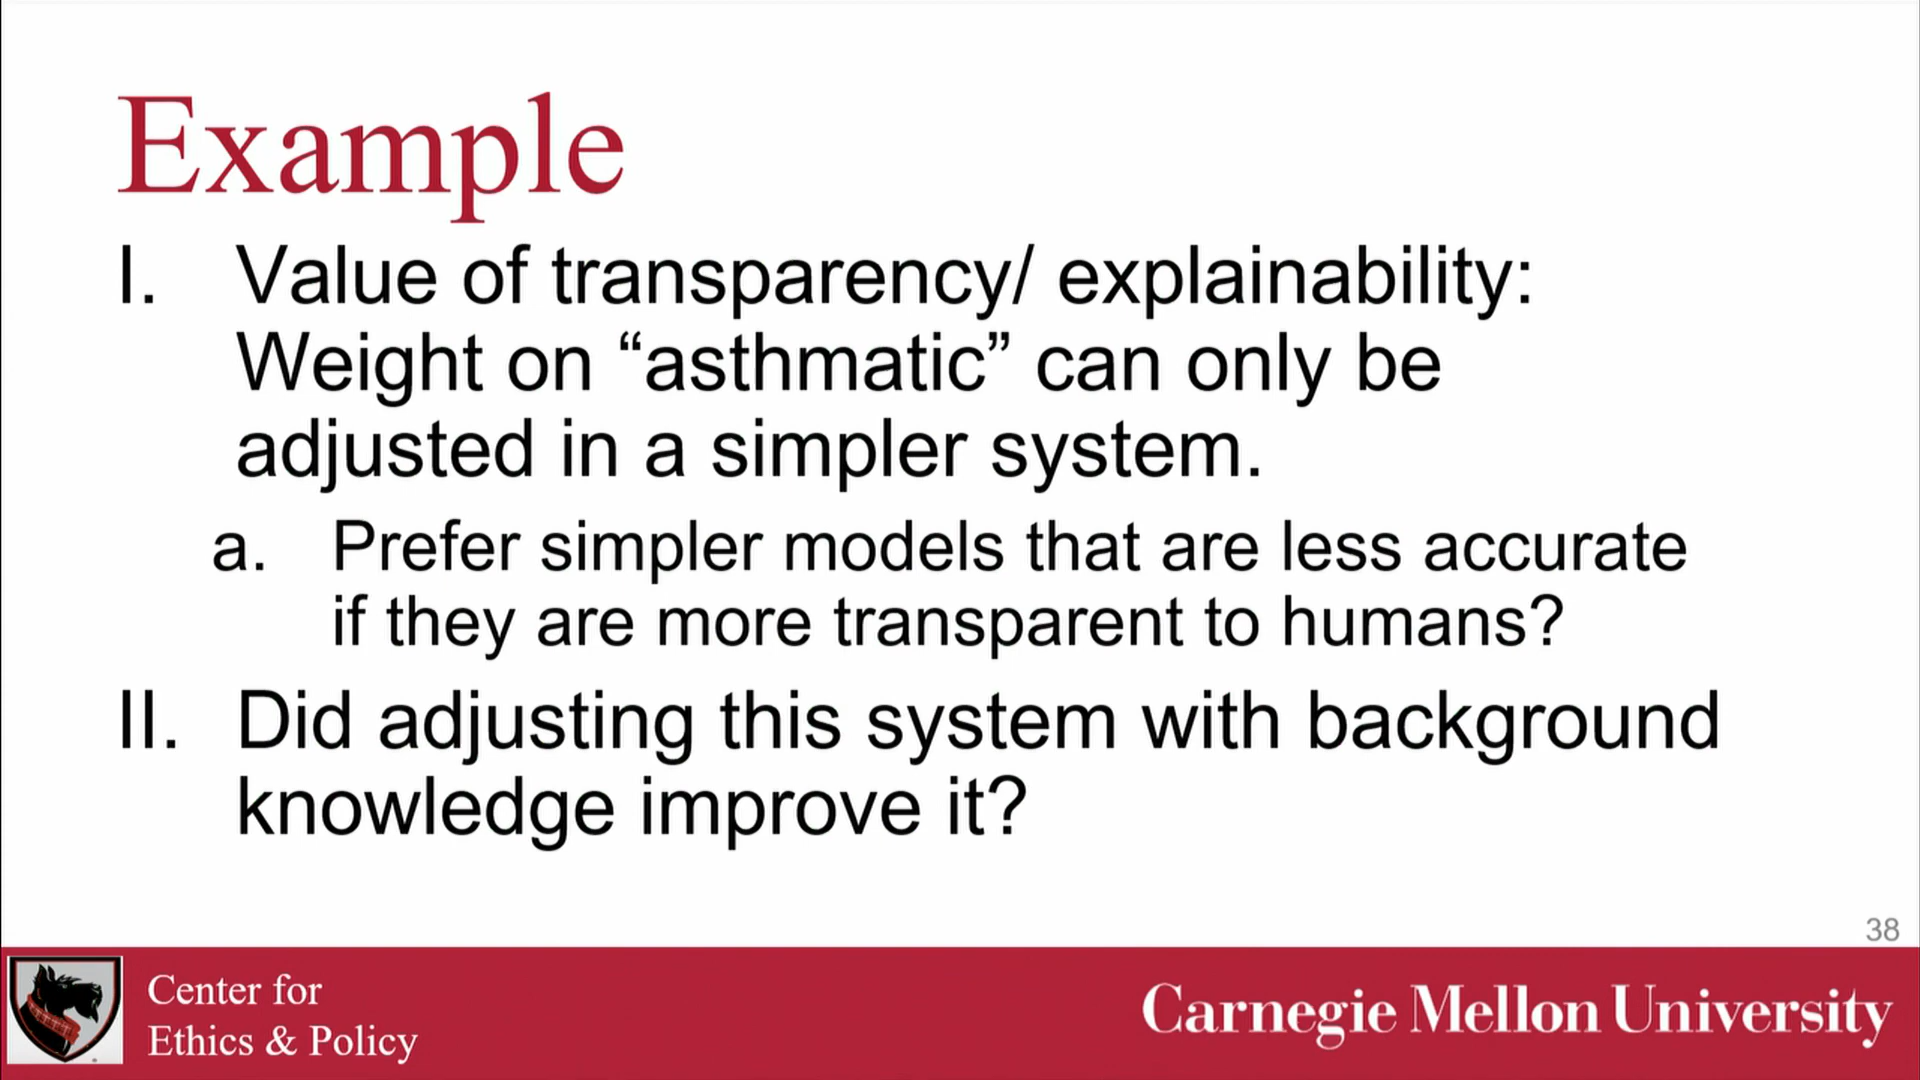 Example
I. Value of transparency/ explainability:
Weight on “asthmatic” can only be
adjusted in a simpler system.
a. Prefer simpler models that are less accurate
if they are more transparent to humans?
II. Did adjusting this system with background
knowledge improve it?
38
Center for
Ethics & Policy
Carnegie Mellon University